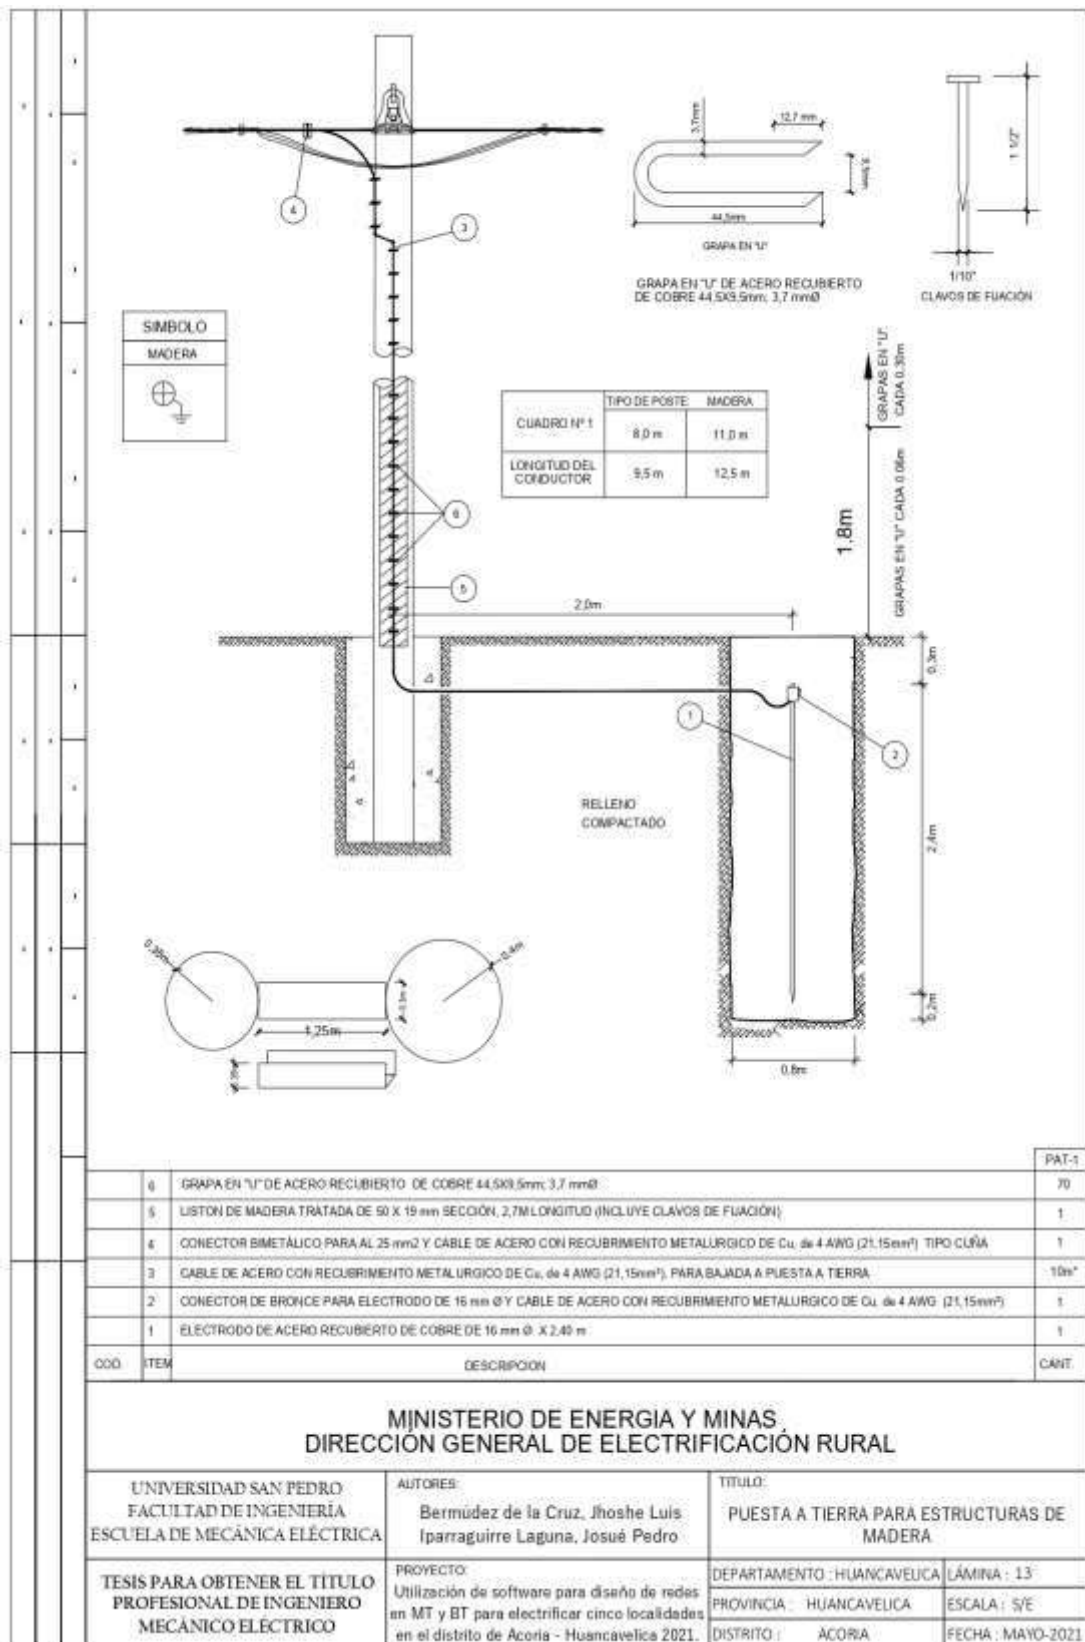 3,7mm
12,7 mm
9,5mm
44,5mm
GRAPA EN "U"
GRAPA EN "U" DE ACERO RECUBIERTO
DE COBRE 44,5X9,5mm; 3,7 mmØ
1 1/2"
1/10"
CLAVOS DE FIJACIÓN
4
3
SIMBOLO
MADERA
CUADRO Nº 1
TIPO DE POSTE
MADERA
8,0 m
11,0 m
LONGITUD DEL
CONDUCTOR
9,5 m
12,5 m
GRAPAS EN "U"
CADA 0.30m
1.8m
GRAPAS EN "U" CADA 0.06m
6
5
2,0m
0,3m
1
2
RELLENO
COMPACTADO
2,4m
0,2m
0,8m
0,4m
1,25m
PAT-1
6 GRAPA EN "U" DE ACERO RECUBIERTO DE COBRE 44,5X9,5mm; 3,7 mmØ 70
5 LISTON DE MADERA TRATADA DE 50 X 19 mm SECCIÓN, 2,7M LONGITUD (INCLUYE CLAVOS DE FIJACIÓN) 1
4 CONECTOR BIMETÁLICO PARA AL 25 mm2 Y CABLE DE ACERO CON RECUBRIMIENTO METALURGICO DE Cu, de 4 AWG (21,15mm²) TIPO CUÑA 1
3 CABLE DE ACERO CON RECUBRIMIENTO METALURGICO DE Cu, de 4 AWG (21,15mm²), PARA BAJADA A PUESTA A TIERRA 10m*
2 CONECTOR DE BRONCE PARA ELECTRODO DE 16 mm Ø Y CABLE DE ACERO CON RECUBRIMIENTO METALURGICO DE Cu, de 4 AWG (21,15mm²) 1
1 ELECTRODO DE ACERO RECUBIERTO DE COBRE DE 16 mm Ø X 2,40 m 1
COD. ITEM DESCRIPCION CANT.
MINISTERIO DE ENERGIA Y MINAS
DIRECCIÓN GENERAL DE ELECTRIFICACIÓN RURAL
UNIVERSIDAD SAN PEDRO
FACULTAD DE INGENIERÍA
ESCUELA DE MECÁNICA ELÉCTRICA
AUTORES:
Bermúdez de la Cruz, Jhoshe Luis
Iparraguirre Laguna, Josué Pedro
TITULO:
PUESTA A TIERRA PARA ESTRUCTURAS DE
MADERA
TESIS PARA OBTENER EL TÍTULO
PROFESIONAL DE INGENIERO
MECÁNICO ELÉCTRICO
PROYECTO:
Utilización de software para diseño de redes
en MT y BT para electrificar cinco localidades
en el distrito de Acoria - Huancavelica 2021.
DEPARTAMENTO : HUANCAVELICA
LÁMINA : 13
PROVINCIA : HUANCAVELICA
ESCALA : S/E
DISTRITO : ACORIA
FECHA : MAYO-2021